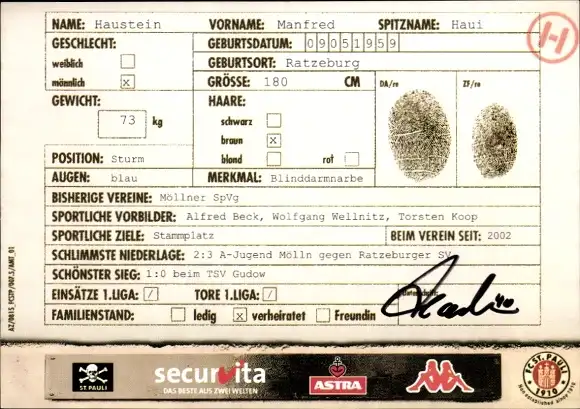 NAME: Haustein VORNAME: Manfred SPITZNAME: Haui
GESCHLECHT: GEBURTSDATUM: 09051959
weiblich GEBURTSORT: Ratzeburg
männlich x GRÖSSE: 180 CM DA/re ZF/re
GEWICHT: HAARE:
73 kg schwarz
braun x
POSITION: Sturm blond rot
AUGEN: blau MERKMAL: Blinddarmnarbe
BISHERIGE VEREINE: Möllner SpVg
SPORTLICHE VORBILDER: Alfred Beck, Wolfgang Wellnitz, Torsten Koop
SPORTLICHE ZIELE: Stammplatz BEIM VEREIN SEIT: 2002
SCHLIMMSTE NIEDERLAGE: 2:3 A-Jugend Mölln gegen Ratzeburger SV
SCHÖNSTER SIEG: 1:0 beim TSV Gudow
EINSÄTZE 1.LIGA: / TORE 1.LIGA: /
FAMILIENSTAND: ledig x verheiratet Freundin
ST. PAULI securvita DAS BESTE AUS ZWEI WELTEN ASTRA Kappa FC ST. PAULI 1910